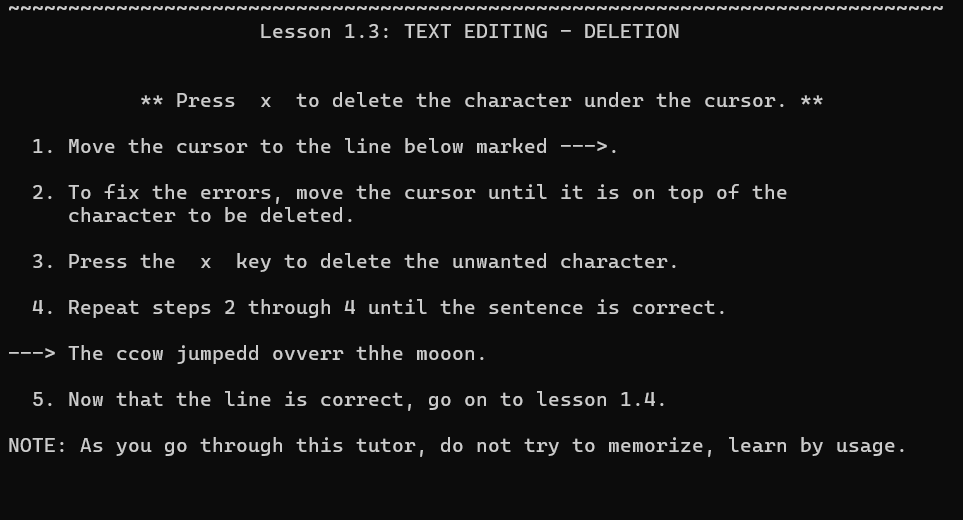 ~~~~~~~~~~~~~~~~~~~~~~~~~~~~~~~~~~~~~~~~~~~~~~~~~~~~~~~~~~~~~~~~~~~~~~~~~~~~~~
Lesson 1.3: TEXT EDITING - DELETION
** Press  x  to delete the character under the cursor. **
1. Move the cursor to the line below marked --->.
2. To fix the errors, move the cursor until it is on top of the
character to be deleted.
3. Press the  x  key to delete the unwanted character.
4. Repeat steps 2 through 4 until the sentence is correct.
---> The ccow jumpedd ovverr thhe mooon.
5. Now that the line is correct, go on to lesson 1.4.
NOTE: As you go through this tutor, do not try to memorize, learn by usage.